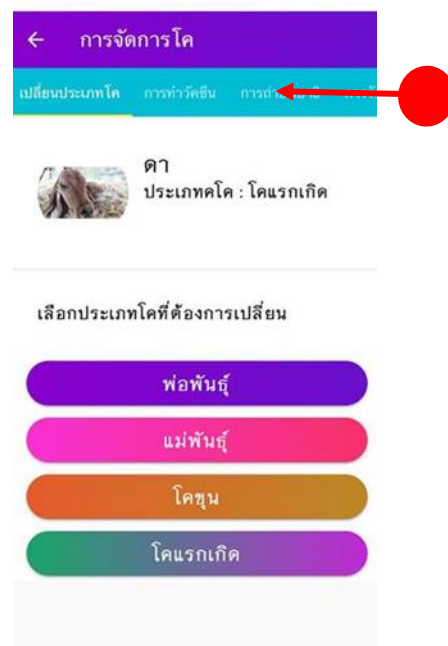 การจัดการโค
เปลี่ยนประเภทโค การทำวัคซีน
ดา
ประเภทคโค : โคแรกเกิด
เลือกประเภทโคที่ต้องการเปลี่ยน
พ่อพันธุ์
แม่พันธุ์
โคขุน
โคแรกเกิด